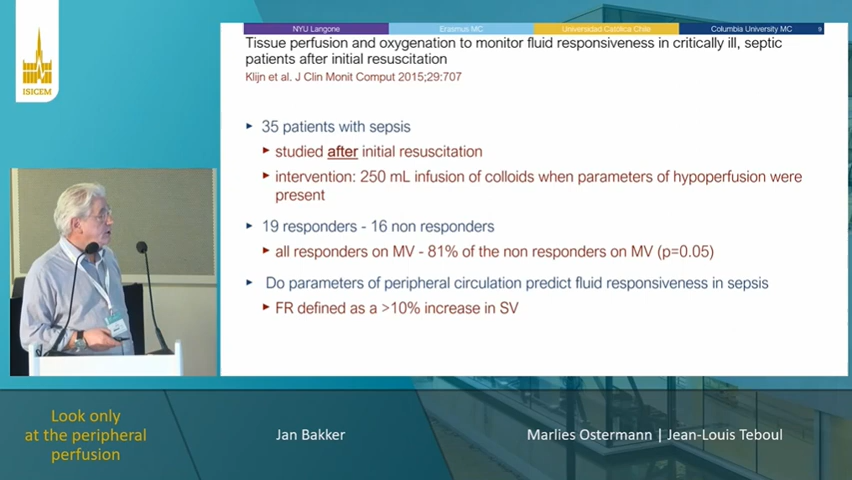 ISICEM
NYU Langone
Erasmus MC
Universidad Católica Chile
Columbia University MC
9
Tissue perfusion and oxygenation to monitor fluid responsiveness in critically ill, septic
patients after initial resuscitation
Klijn et al. J Clin Monit Comput 2015;29:707
▸ 35 patients with sepsis
▸ studied after initial resuscitation
▸ intervention: 250 mL infusion of colloids when parameters of hypoperfusion were
present
▸ 19 responders - 16 non responders
▸ all responders on MV - 81% of the non responders on MV (p=0.05)
▸ Do parameters of peripheral circulation predict fluid responsiveness in sepsis
▸ FR defined as a >10% increase in SV
Look only
at the peripheral
perfusion
Jan Bakker
Marlies Ostermann | Jean-Louis Teboul